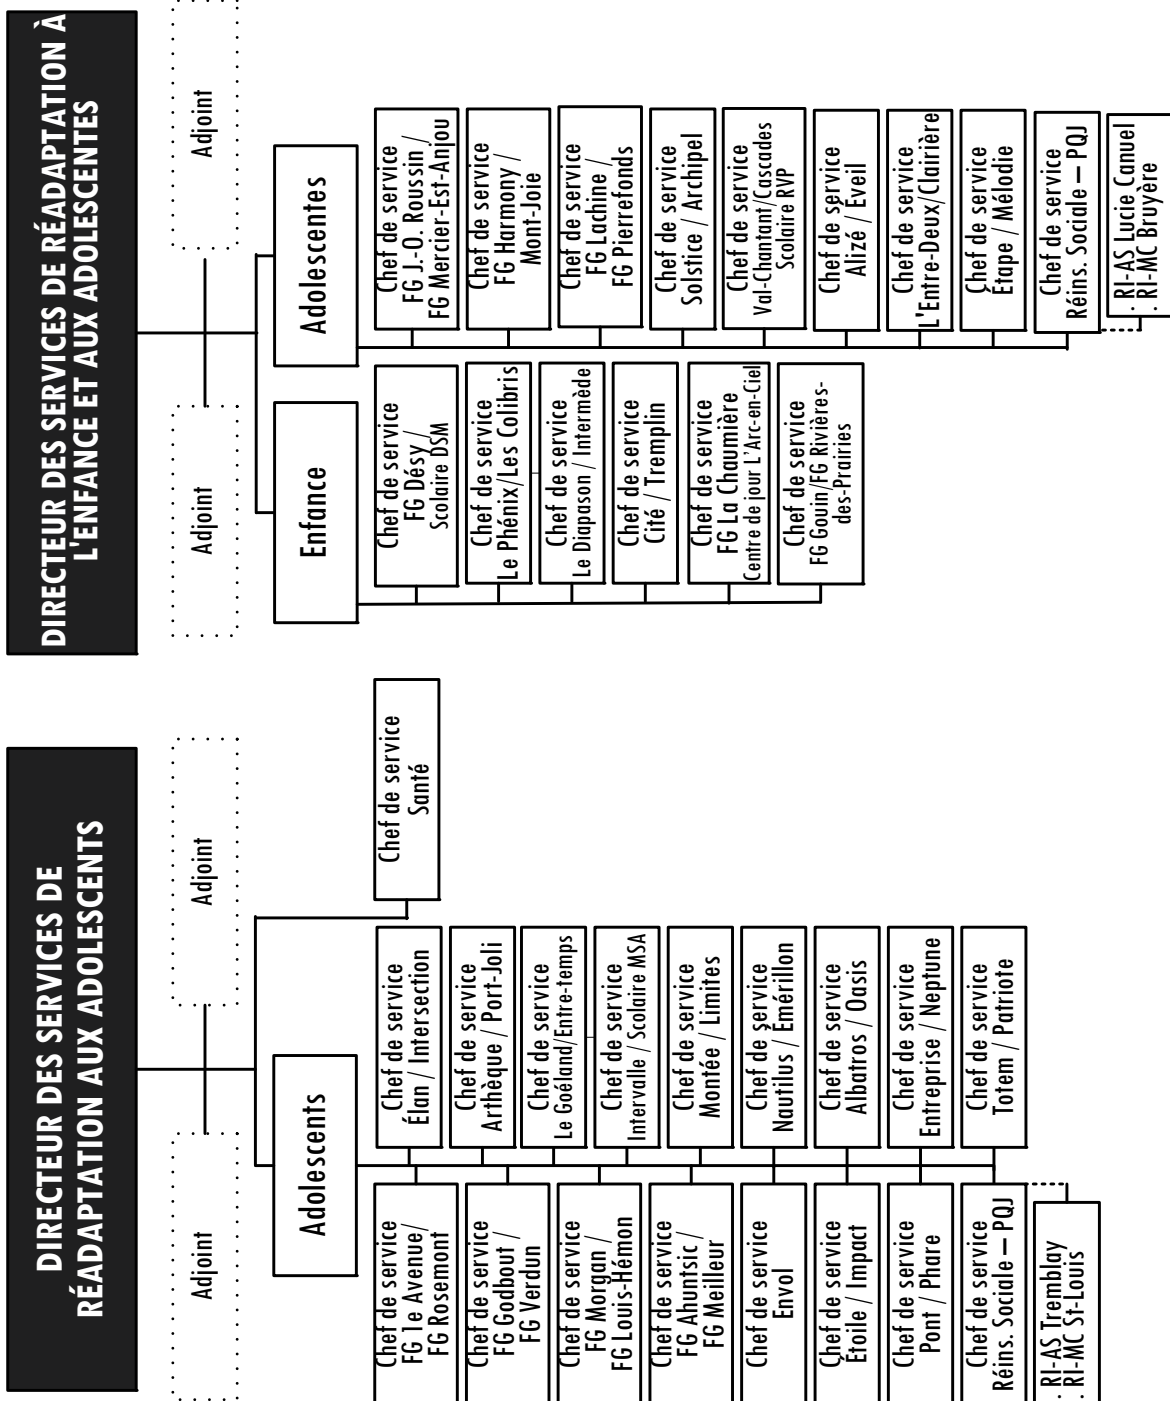 DIRECTEUR DES SERVICES DE
RÉADAPTATION AUX ADOLESCENTS
Adjoint
Adjoint
Adolescents
Chef de service
FG 1e Avenue/
FG Rosemont
Chef de service
FG Godbout /
FG Verdun
Chef de service
FG Morgan /
FG Louis-Hémon
Chef de service
FG Ahuntsic /
FG Meilleur
Chef de service
Envol
Chef de service
Étoile / Impact
Chef de service
Pont / Phare
Chef de service
Réins. Sociale – PQJ
. RI-AS Tremblay
. RI-MC St-Louis
Chef de service
Élan / Intersection
Chef de service
Arthèque / Port-Joli
Chef de service
Le Goéland/Entre-temps
Chef de service
Intervalle / Scolaire MSA
Chef de service
Montée / Limites
Chef de service
Nautilus / Émérillon
Chef de service
Albatros / Oasis
Chef de service
Entreprise / Neptune
Chef de service
Totem / Patriote
Chef de service
Santé
DIRECTEUR DES SERVICES DE RÉADAPTATION À
L'ENFANCE ET AUX ADOLESCENTES
Adjoint
Adjoint
Enfance
Chef de service
FG Désy /
Scolaire DSM
Chef de service
Le Phénix/Les Colibris
Chef de service
Le Diapason / Intermède
Chef de service
Cité / Tremplin
Chef de service
FG La Chaumière
Centre de jour L'Arc-en-Ciel
Chef de service
FG Gouin/FG Rivières-
des-Prairies
Adolescentes
Chef de service
FG J.-O. Roussin /
FG Mercier-Est-Anjou
Chef de service
FG Harmony /
Mont-Joie
Chef de service
FG Lachine /
FG Pierrefonds
Chef de service
Solstice / Archipel
Chef de service
Val-Chantant/Cascades
Scolaire RVP
Chef de service
Alizé / Éveil
Chef de service
L'Entre-Deux/Clairière
Chef de service
Étape / Mélodie
Chef de service
Réins. Sociale – PQJ
. RI-AS Lucie Canuel
. RI-MC Bruyère